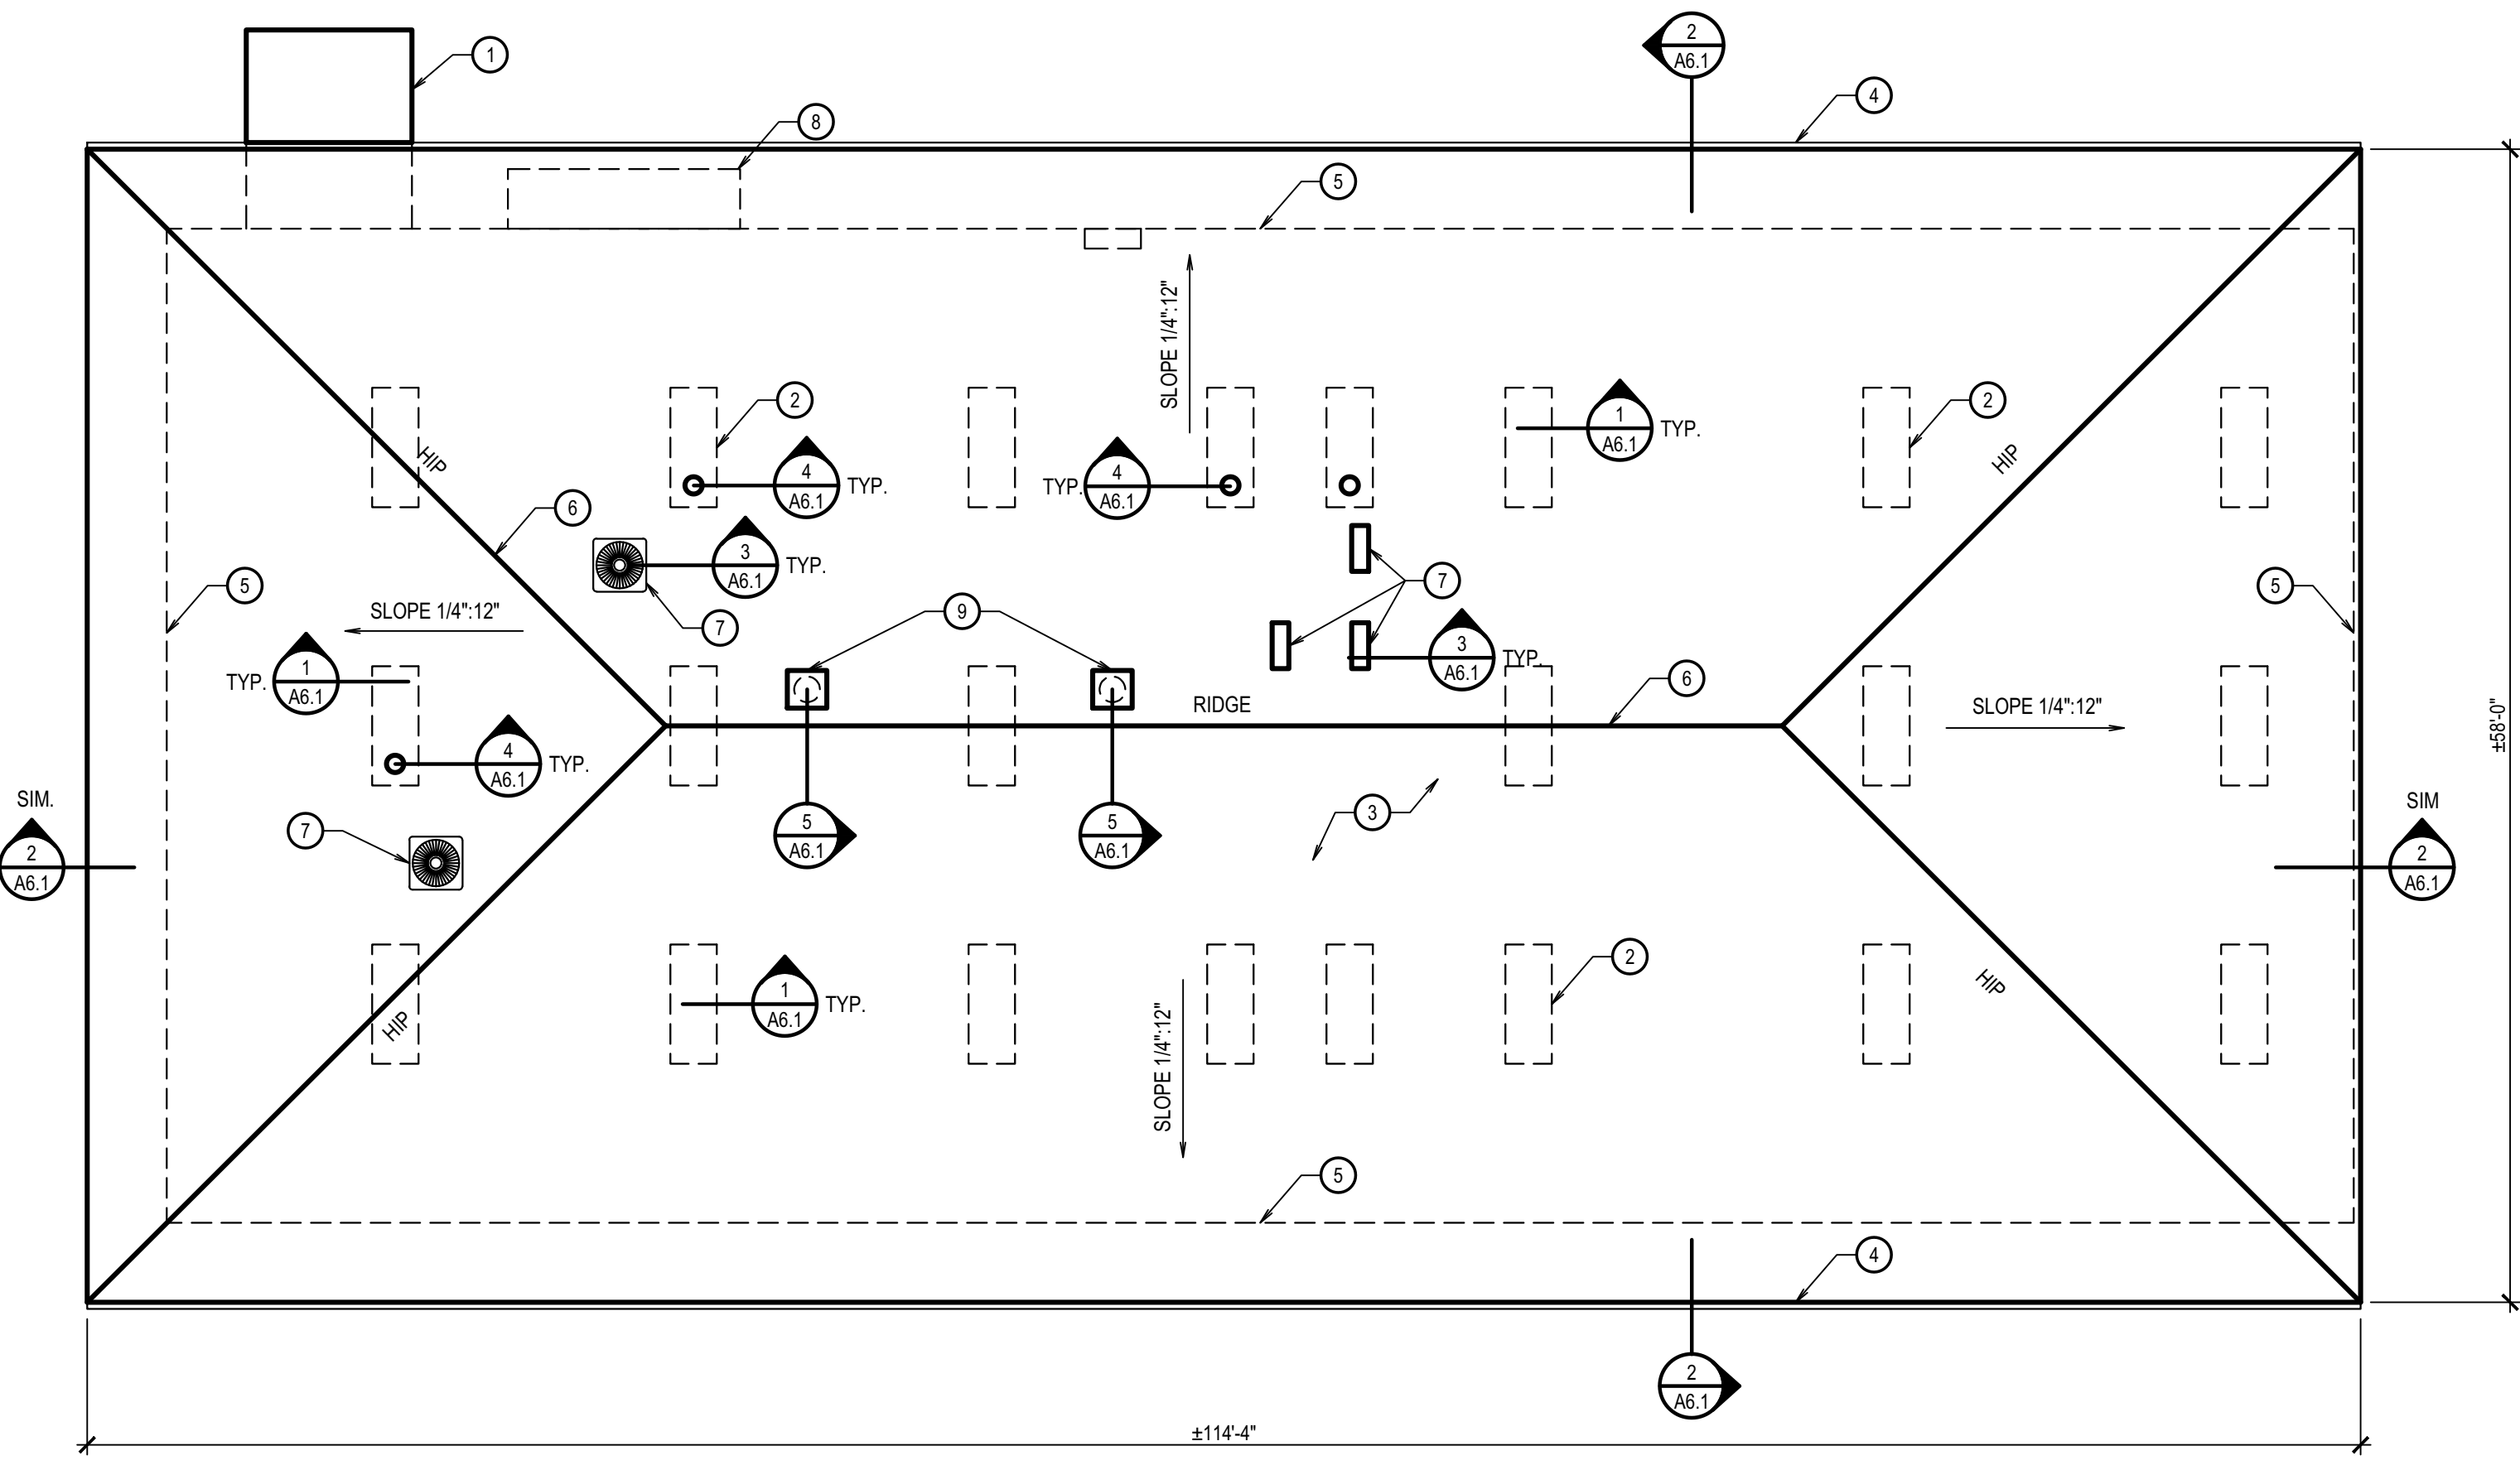 2
A6.1
1
4
8
5
SLOPE 1/4":12"
2
2
1
A6.1
TYP.
HIP
HIP
4
A6.1
TYP.
TYP.
4
A6.1
6
3
A6.1
TYP.
7
5
5
SLOPE 1/4":12"
9
7
3
A6.1
TYP.
TYP.
1
A6.1
RIDGE
6
SLOPE 1/4":12"
±58'-0"
4
A6.1
TYP.
SIM.
2
A6.1
7
5
A6.1
5
A6.1
3
SIM
2
A6.1
2
1
A6.1
TYP.
HIP
HIP
SLOPE 1/4":12"
5
4
2
A6.1
±114'-4"